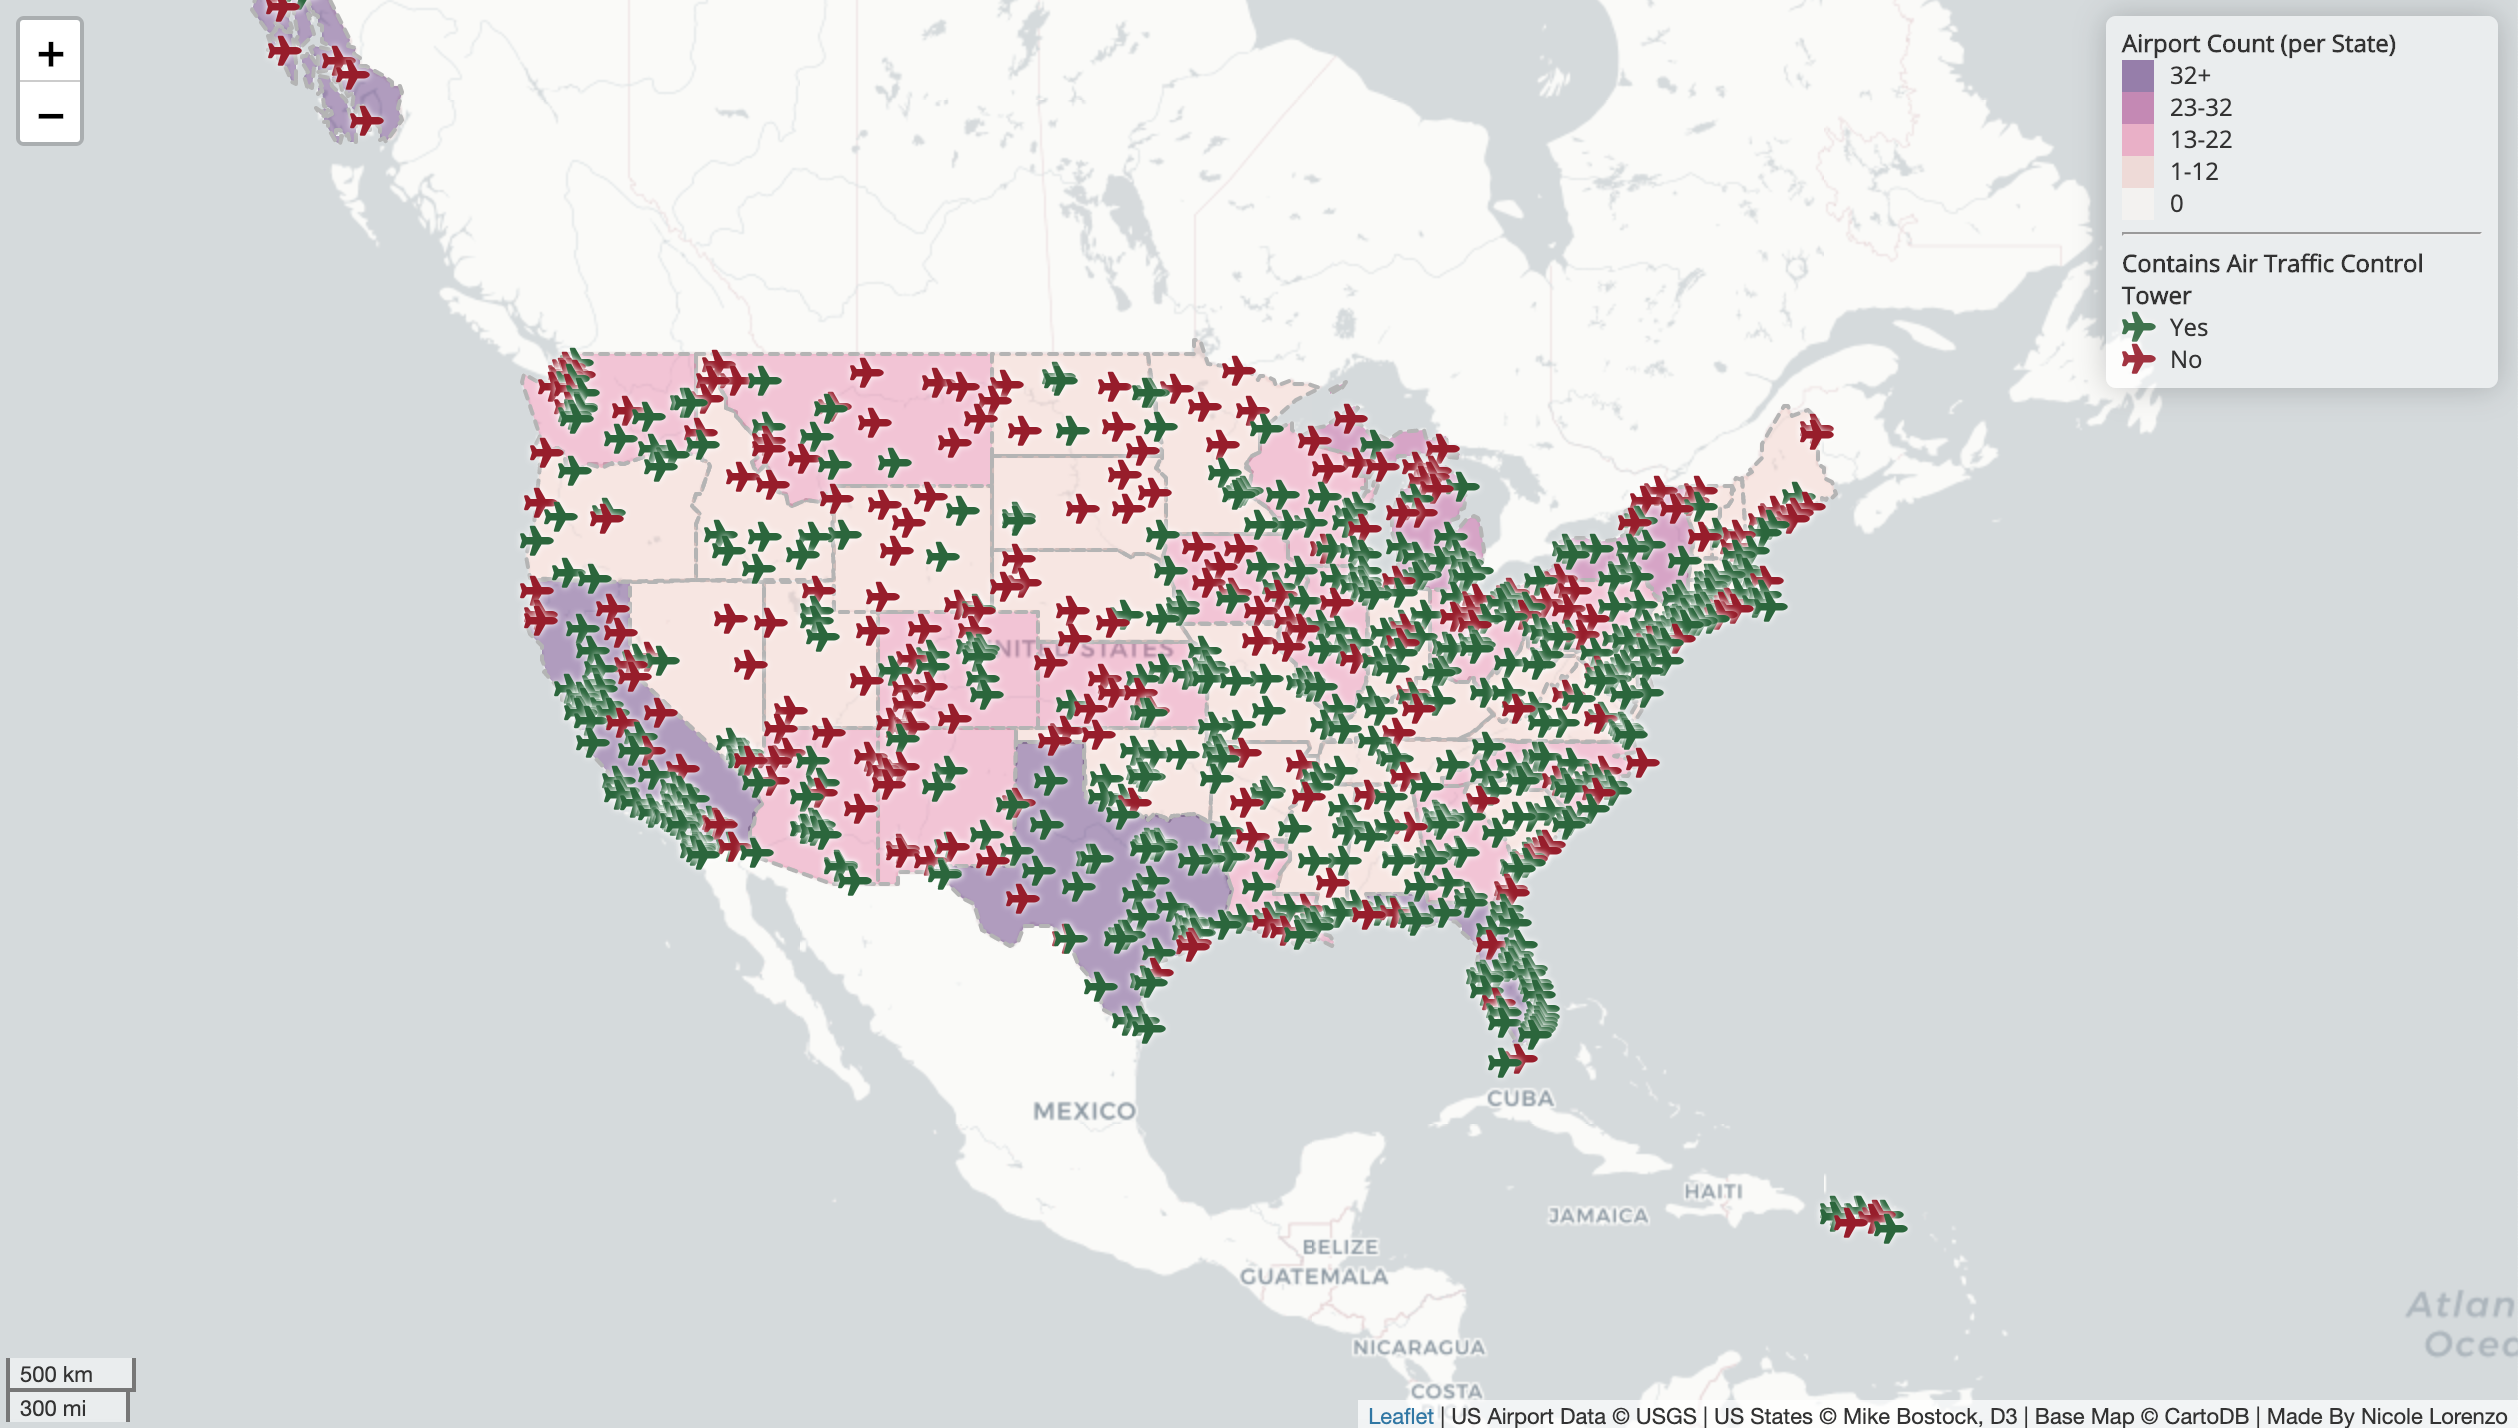 +
−
Airport Count (per State)
32+
23-32
13-22
1-12
0
Contains Air Traffic Control
Tower
Yes
No
NITED STATES
MEXICO
CUBA
HAITI
JAMAICA
BELIZE
GUATEMALA
NICARAGUA
COSTA
Atlan
Ocea
500 km
300 mi
Leaflet | US Airport Data © USGS | US States © Mike Bostock, D3 | Base Map © CartoDB | Made By Nicole Lorenzo